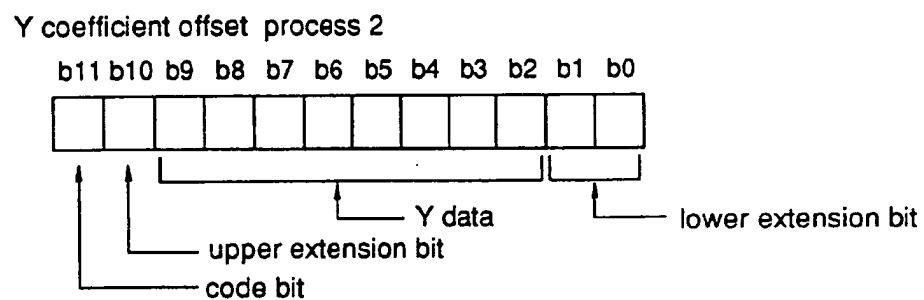 Y coefficient offset process 2
b11 b10 b9 b8 b7 b6 b5 b4 b3 b2 b1 b0
Y data
lower extension bit
upper extension bit
code bit